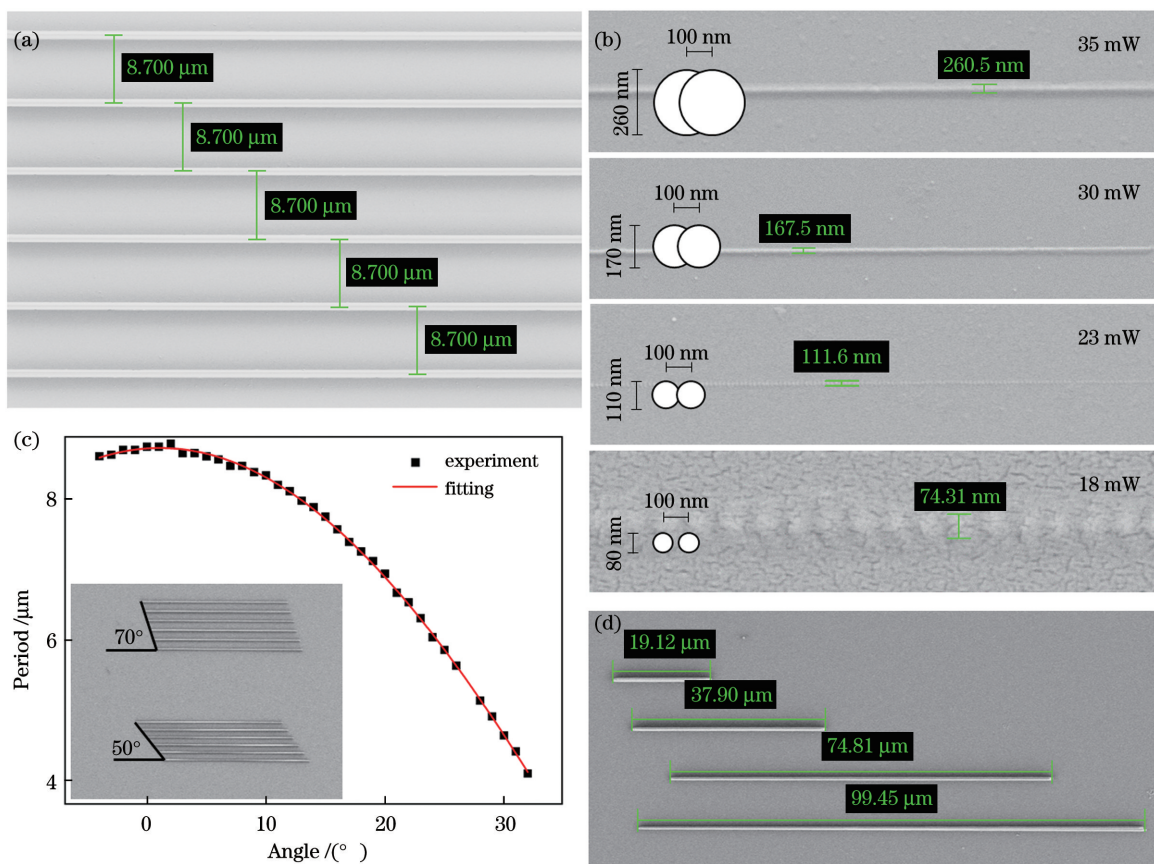 (a)
8.700 μm
8.700 μm
8.700 μm
8.700 μm
8.700 μm
(b)
100 nm
260 nm
260.5 nm
35 mW
100 nm
170 nm
167.5 nm
30 mW
100 nm
110 nm
111.6 nm
23 mW
100 nm
80 nm
74.31 nm
18 mW
(c)
experiment
fitting
8
6
4
Period /μm
70°
50°
0
10
20
30
Angle /(°)
(d)
19.12 μm
37.90 μm
74.81 μm
99.45 μm